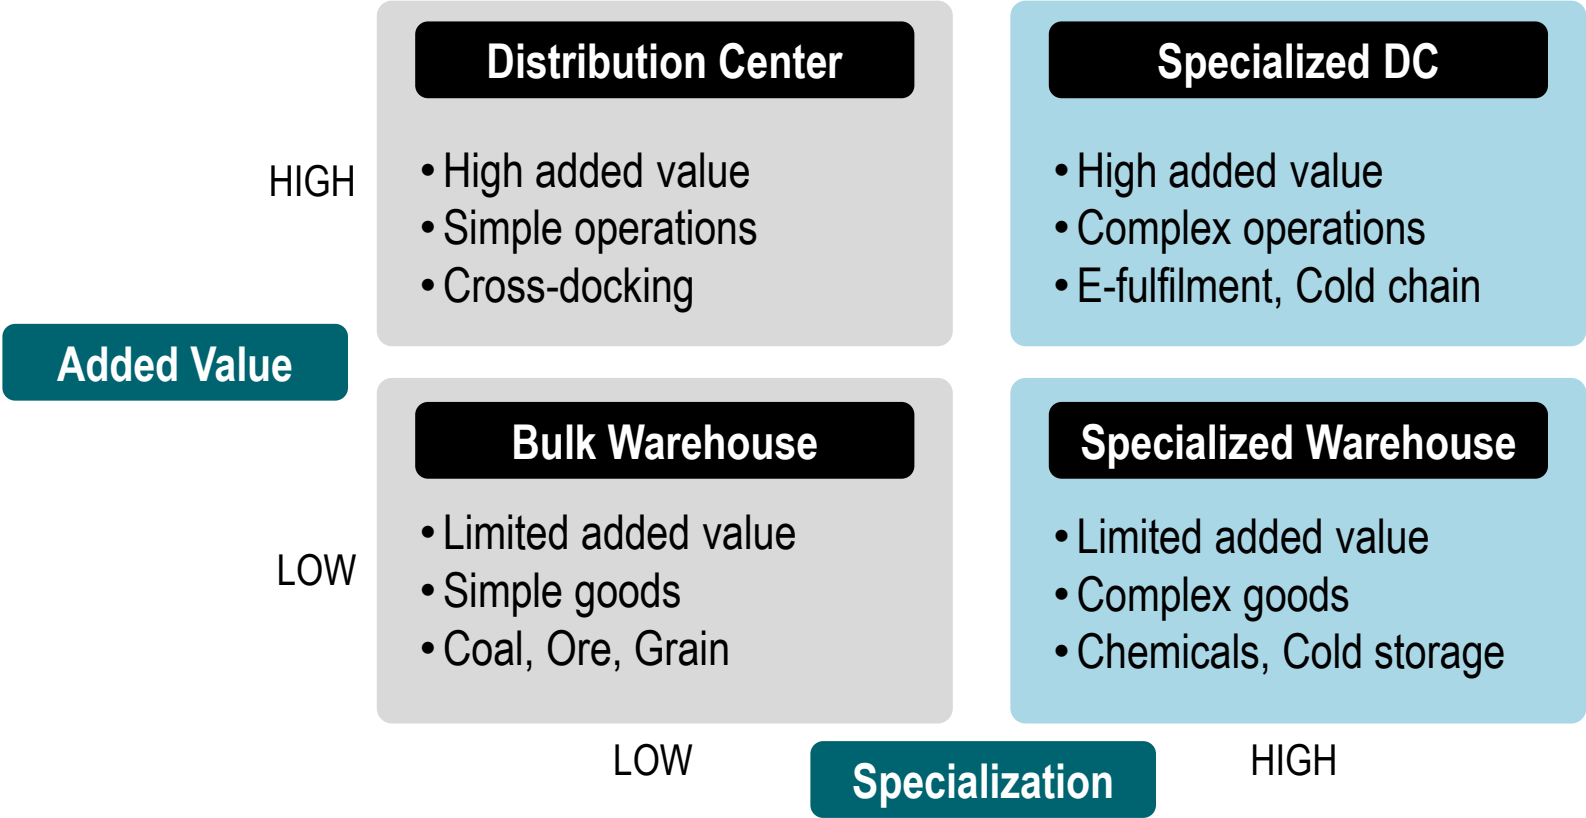 Distribution Center
• High added value
• Simple operations
• Cross-docking
Specialized DC
• High added value
• Complex operations
• E-fulfilment, Cold chain
HIGH
Added Value
Bulk Warehouse
• Limited added value
• Simple goods
• Coal, Ore, Grain
Specialized Warehouse
• Limited added value
• Complex goods
• Chemicals, Cold storage
LOW
LOW
Specialization
HIGH